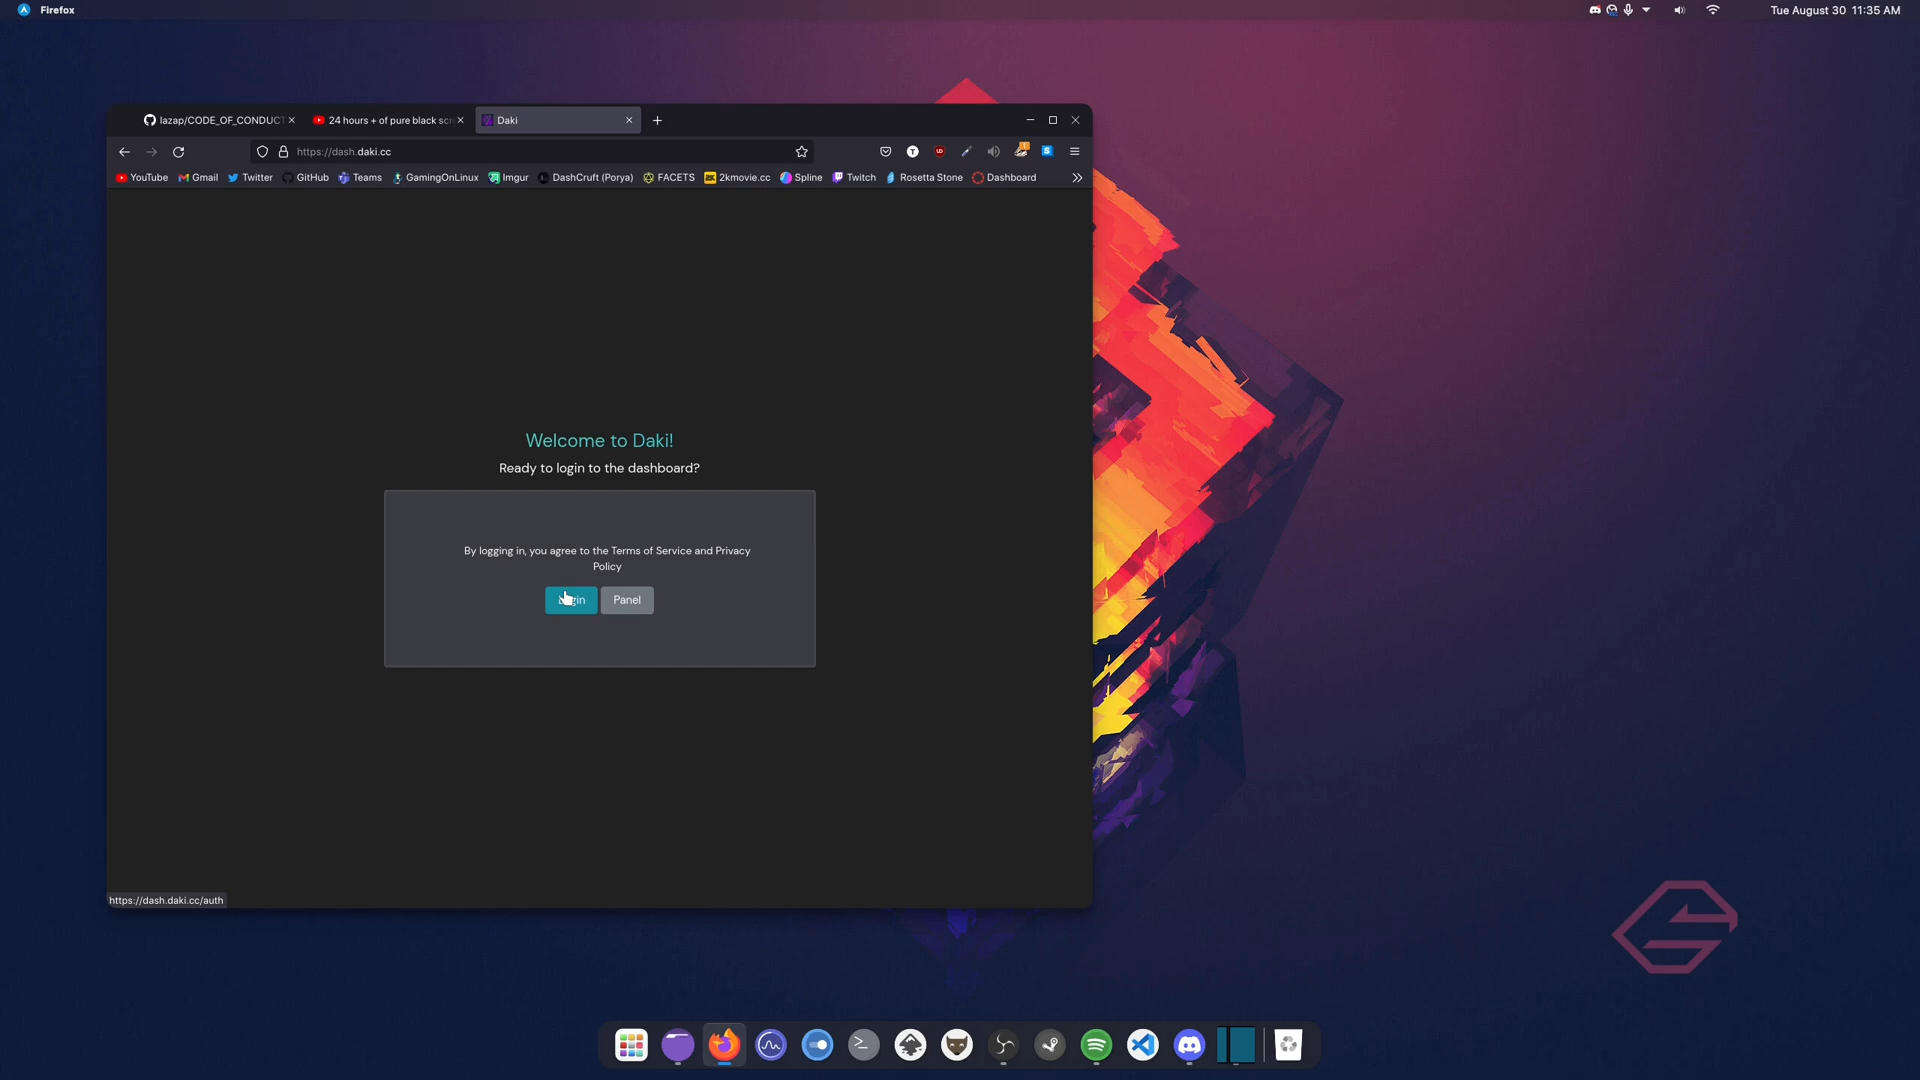 Firefox
Tue August 30 11:35 AM
lazap/CODE_OF_CONDUCT
24 hours + of pure black scr
Daki
https://dash.daki.cc
YouTube
Gmail
Twitter
GitHub
Teams
GamingOnLinux
Imgur
DashCruft (Porya)
FACETS
2kmovie.cc
Spline
Twitch
Rosetta Stone
Dashboard
Welcome to Daki!
Ready to login to the dashboard?
By logging in, you agree to the Terms of Service and Privacy
Policy
Panel
https://dash.daki.cc/auth